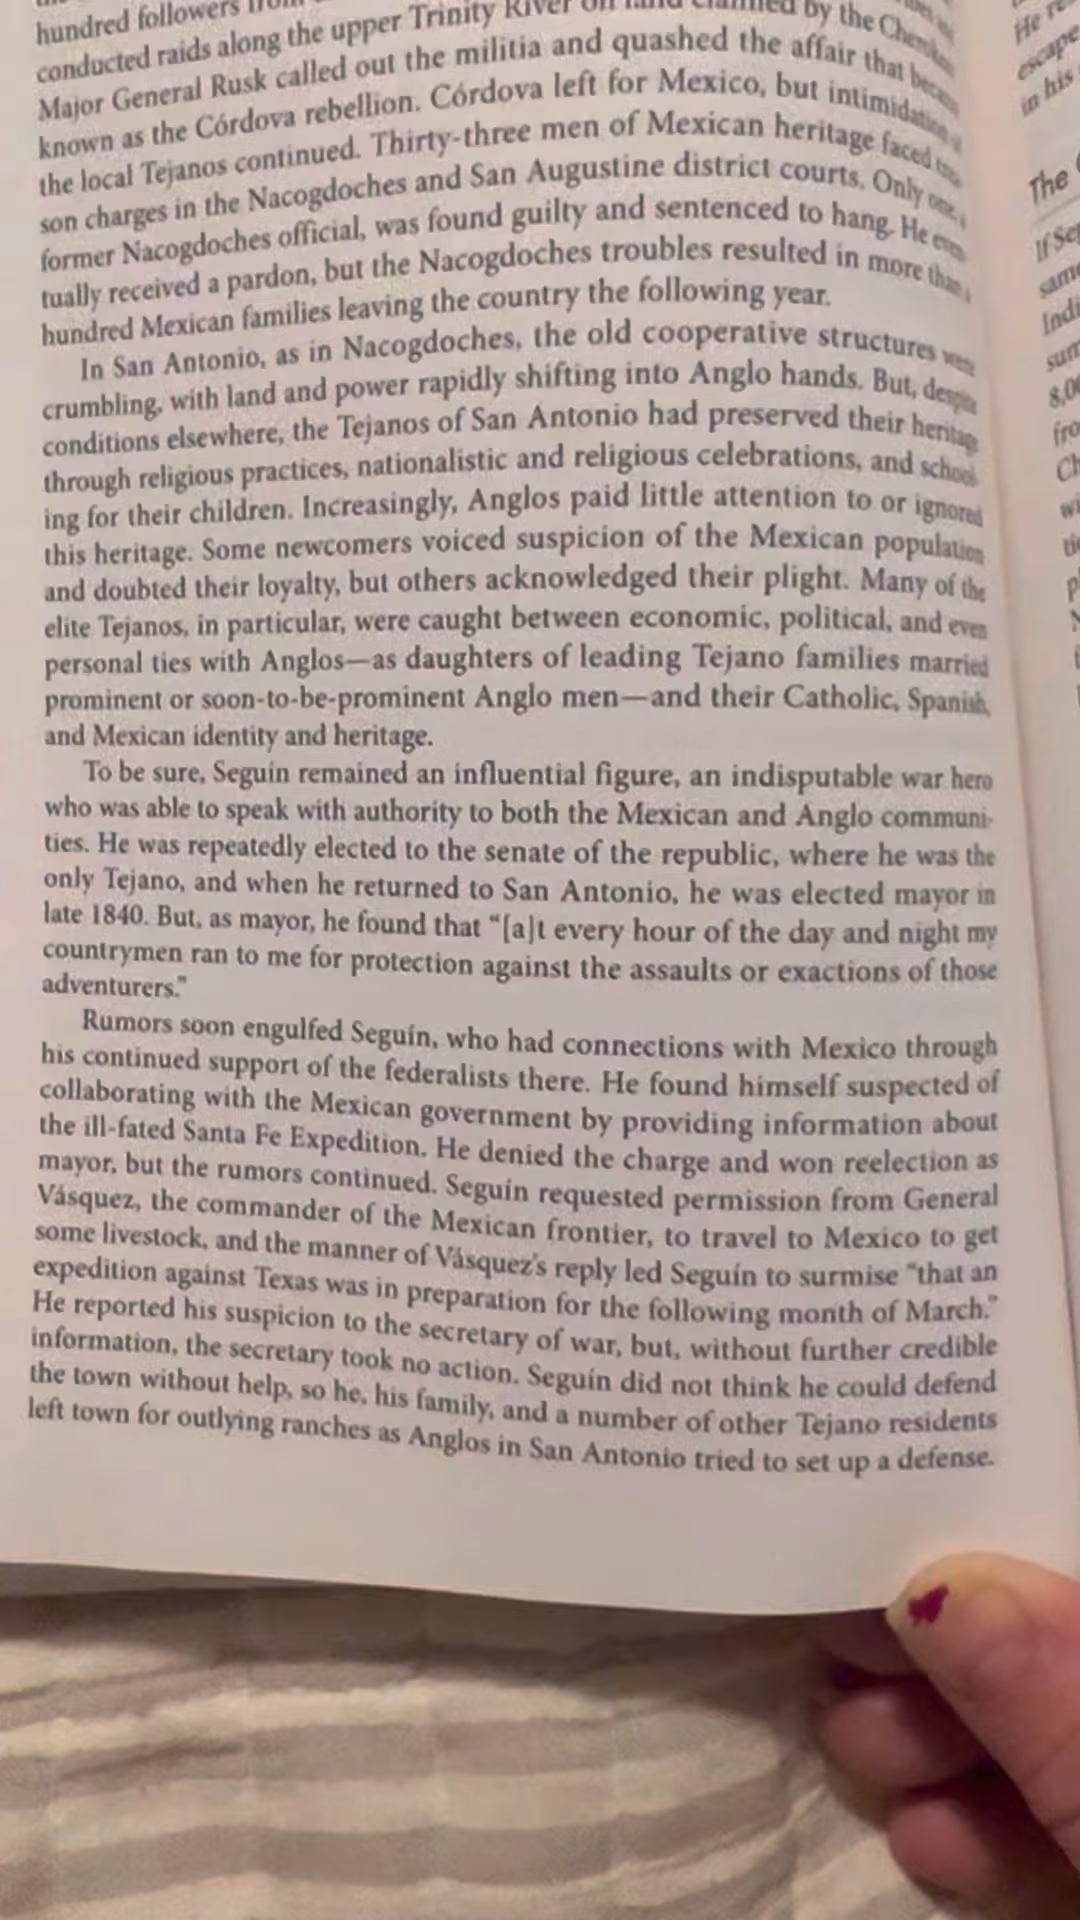 hundred followers from
conducted raids along the upper Trinity River on land claimed by the Cherokee
Major General Rusk called out the militia and quashed the affair that became
known as the Córdova rebellion. Córdova left for Mexico, but intimidation of
the local Tejanos continued. Thirty-three men of Mexican heritage faced trea-
son charges in the Nacogdoches and San Augustine district courts. Only one, a
former Nacogdoches official, was found guilty and sentenced to hang. He even-
tually received a pardon, but the Nacogdoches troubles resulted in more than a
hundred Mexican families leaving the country the following year.
In San Antonio, as in Nacogdoches, the old cooperative structures were
crumbling, with land and power rapidly shifting into Anglo hands. But, despite
conditions elsewhere, the Tejanos of San Antonio had preserved their heritage
through religious practices, nationalistic and religious celebrations, and school-
ing for their children. Increasingly, Anglos paid little attention to or ignored
this heritage. Some newcomers voiced suspicion of the Mexican population
and doubted their loyalty, but others acknowledged their plight. Many of the
elite Tejanos, in particular, were caught between economic, political, and even
personal ties with Anglos—as daughters of leading Tejano families married
prominent or soon-to-be-prominent Anglo men—and their Catholic, Spanish,
and Mexican identity and heritage.
To be sure, Seguín remained an influential figure, an indisputable war hero
who was able to speak with authority to both the Mexican and Anglo communi-
ties. He was repeatedly elected to the senate of the republic, where he was the
only Tejano, and when he returned to San Antonio, he was elected mayor in
late 1840. But, as mayor, he found that “[a]t every hour of the day and night my
countrymen ran to me for protection against the assaults or exactions of those
adventurers.”
Rumors soon engulfed Seguín, who had connections with Mexico through
his continued support of the federalists there. He found himself suspected of
collaborating with the Mexican government by providing information about
the ill-fated Santa Fe Expedition. He denied the charge and won reelection as
mayor, but the rumors continued. Seguín requested permission from General
Vásquez, the commander of the Mexican frontier, to travel to Mexico to get
some livestock, and the manner of Vásquez’s reply led Seguín to surmise “that an
expedition against Texas was in preparation for the following month of March.”
He reported his suspicion to the secretary of war, but, without further credible
information, the secretary took no action. Seguín did not think he could defend
the town without help, so he, his family, and a number of other Tejano residents
left town for outlying ranches as Anglos in San Antonio tried to set up a defense.
He
escape
in his
The
If